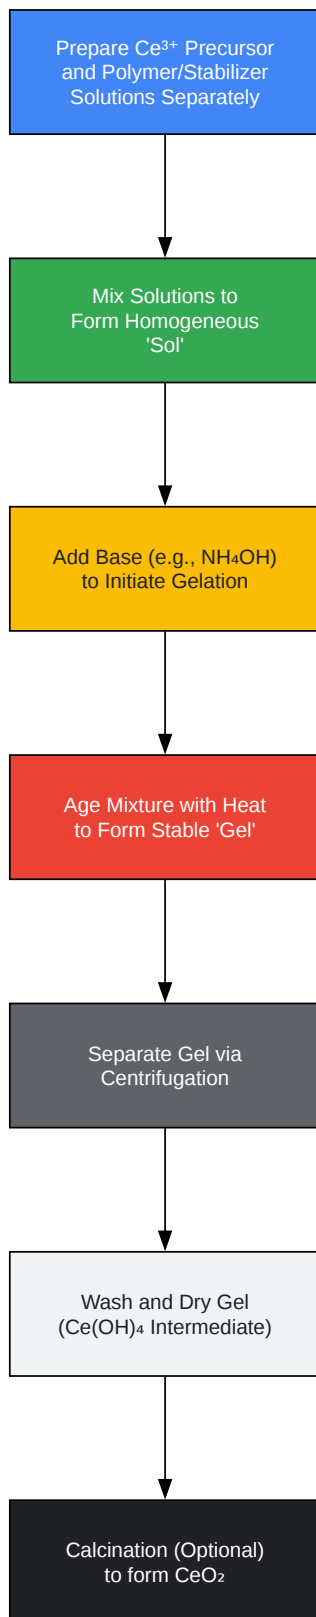 Prepare Ce³⁺ Precursor
and Polymer/Stabilizer
Solutions Separately
Mix Solutions to
Form Homogeneous
'Sol'
Add Base (e.g., NH₄OH)
to Initiate Gelation
Age Mixture with Heat
to Form Stable 'Gel'
Separate Gel via
Centrifugation
Wash and Dry Gel
(Ce(OH)₄ Intermediate)
Calcination (Optional)
to form CeO₂